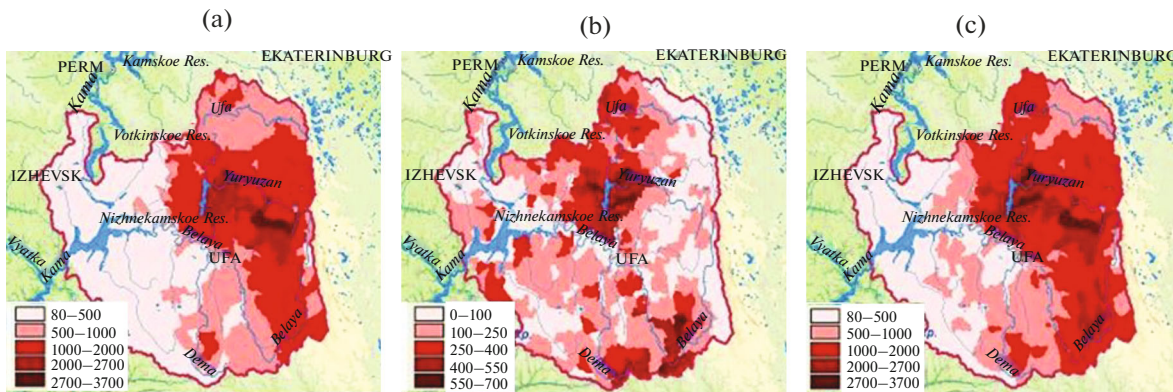 (a)
PERM
Kamskoe Res.
EKATERINBURG
Kama
Ufa
Votkinskoe Res.
IZHEVSK
Yuryuzan
Nizhnekamskoe Res.
Belaya
Vyatka
Kama
UFA
Belaya
Dema
80–500
500–1000
1000–2000
2000–2700
2700–3700
(b)
PERM
Kamskoe Res.
EKATERINBURG
Kama
Ufa
Votkinskoe Res.
IZHEVSK
Yuryuzan
Nizhnekamskoe Res.
Belaya
Vyatka
Kama
UFA
Belaya
Dema
0–100
100–250
250–400
400–550
550–700
(c)
PERM
Kamskoe Res.
EKATERINBURG
Kama
Ufa
Votkinskoe Res.
IZHEVSK
Yuryuzan
Nizhnekamskoe Res.
Belaya
Vyatka
Kama
UFA
Belaya
Dema
80–500
500–1000
1000–2000
2000–2700
2700–3700